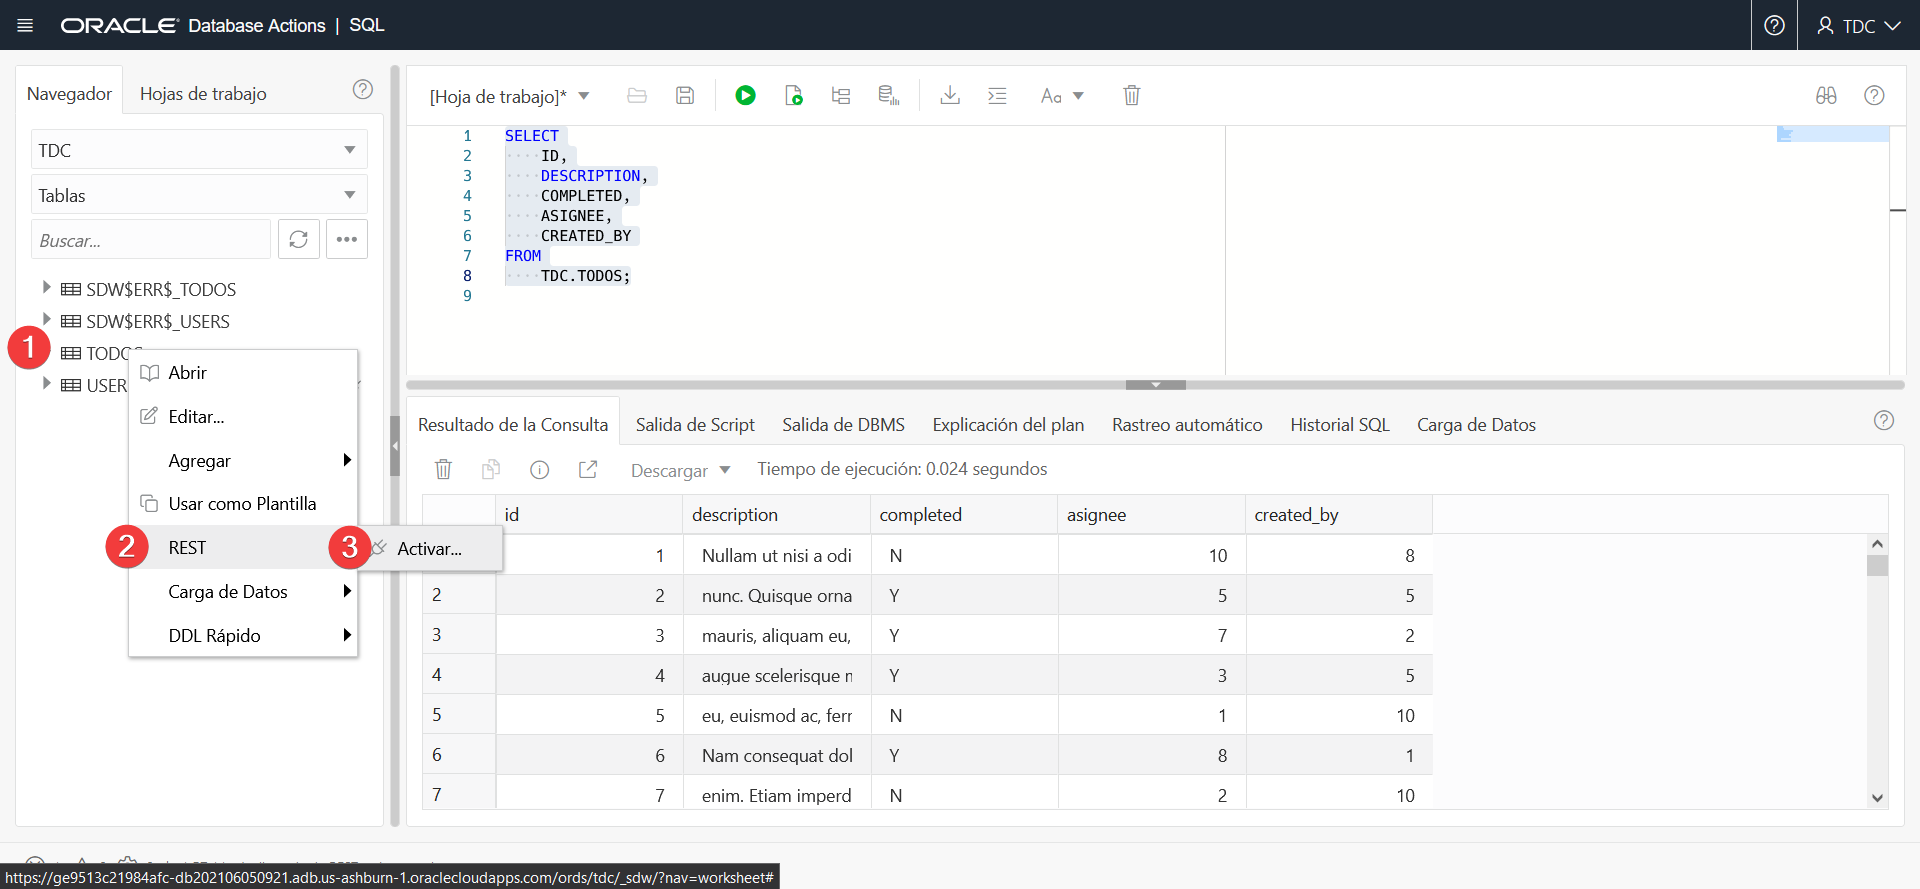 ORACLE Database Actions | SQL
TDC
Navegador
Hojas de trabajo
TDC
Tablas
Buscar...
SDW$ERR$_TODOS
SDW$ERR$_USERS
1
TODOS
USER
Abrir
Editar...
Agregar
Usar como Plantilla
2
REST
3
Activar...
Carga de Datos
DDL Rápido
[Hoja de trabajo]*
Aa
1 SELECT
2 ID,
3 DESCRIPTION,
4 COMPLETED,
5 ASIGNEE,
6 CREATED_BY
7 FROM
8 TDC.TODOS;
9
Resultado de la Consulta Salida de Script Salida de DBMS Explicación del plan Rastreo automático Historial SQL Carga de Datos
Descargar Tiempo de ejecución: 0.024 segundos
id description completed asignee created_by
1 Nullam ut nisi a odi N 10 8
2 2 nunc. Quisque orna Y 5 5
3 3 mauris, aliquam eu, Y 7 2
4 4 augue scelerisque Y 3 5
5 5 eu, euismod ac, ferr N 1 10
6 6 Nam consequat dol Y 8 1
7 7 enim. Etiam imperd N 2 10
https://ge9513c21984afc-db202106050921.adb.us-ashburn-1.oraclecloudapps.com/ords/tdc/_sdw/?nav=worksheet#